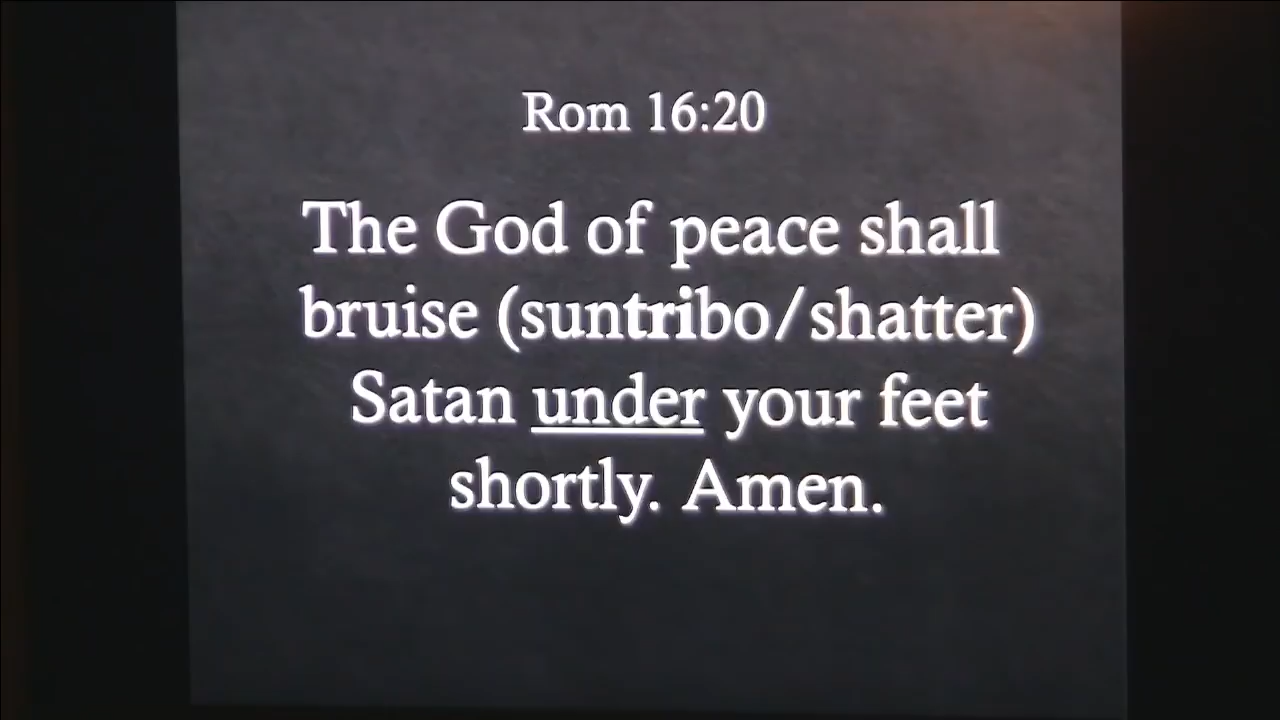 Rom 16:20
The God of peace shall
bruise (suntribo/shatter)
Satan under your feet
shortly. Amen.